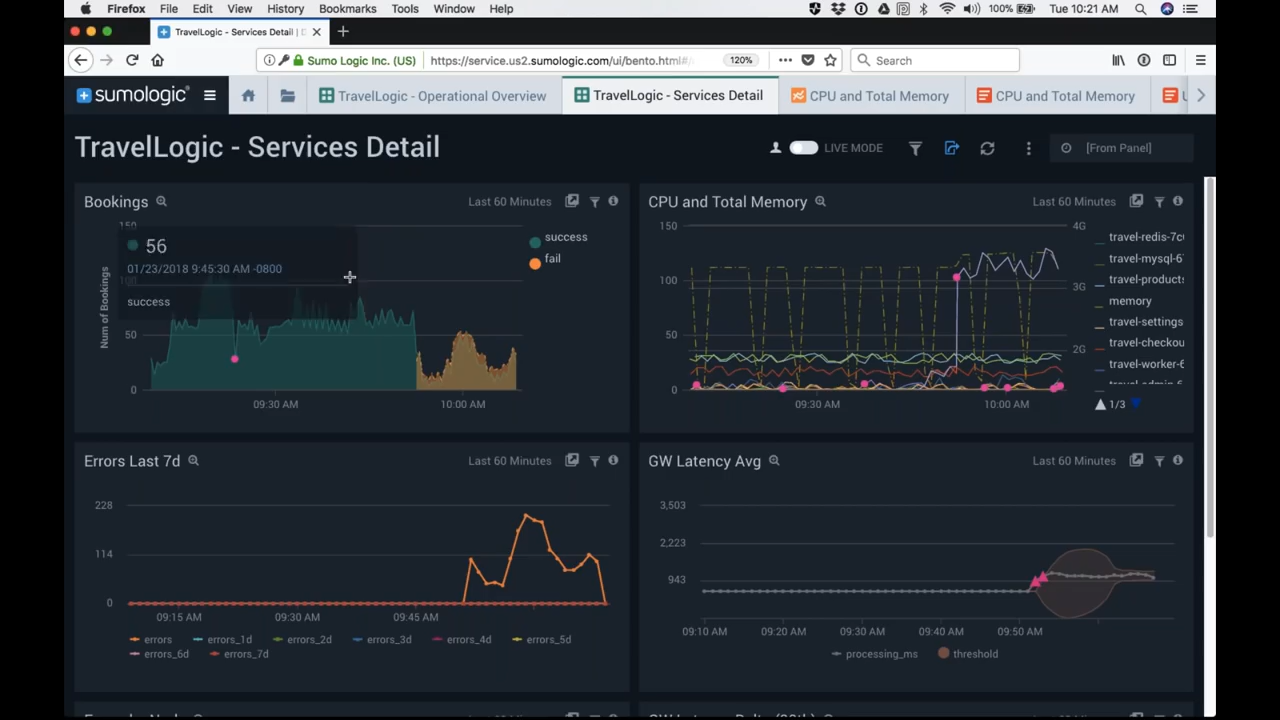 Firefox File Edit View History Bookmarks Tools Window Help 100% Tue 10:21 AM
TravelLogic - Services Detail |
Sumo Logic Inc. (US) https://service.us2.sumologic.com/ui/bento.html#/ 120% Search
sumologic TravelLogic - Operational Overview TravelLogic - Services Detail CPU and Total Memory CPU and Total Memory
TravelLogic - Services Detail LIVE MODE [From Panel]
Bookings Last 60 Minutes
150
100
50
0
Num of Bookings
56
01/23/2018 9:45:30 AM -0800
success
success
fail
09:30 AM 10:00 AM
CPU and Total Memory Last 60 Minutes
150
100
50
0
4G
3G
2G
travel-redis-7c
travel-mysql-6
travel-products
memory
travel-settings
travel-checkou
travel-worker-6
1/3
09:30 AM 10:00 AM
Errors Last 7d Last 60 Minutes
228
114
0
09:15 AM 09:30 AM 09:45 AM
errors errors_1d errors_2d errors_3d errors_4d errors_5d
errors_6d errors_7d
GW Latency Avg Last 60 Minutes
3,503
2,223
943
09:10 AM 09:20 AM 09:30 AM 09:40 AM 09:50 AM
processing_ms threshold